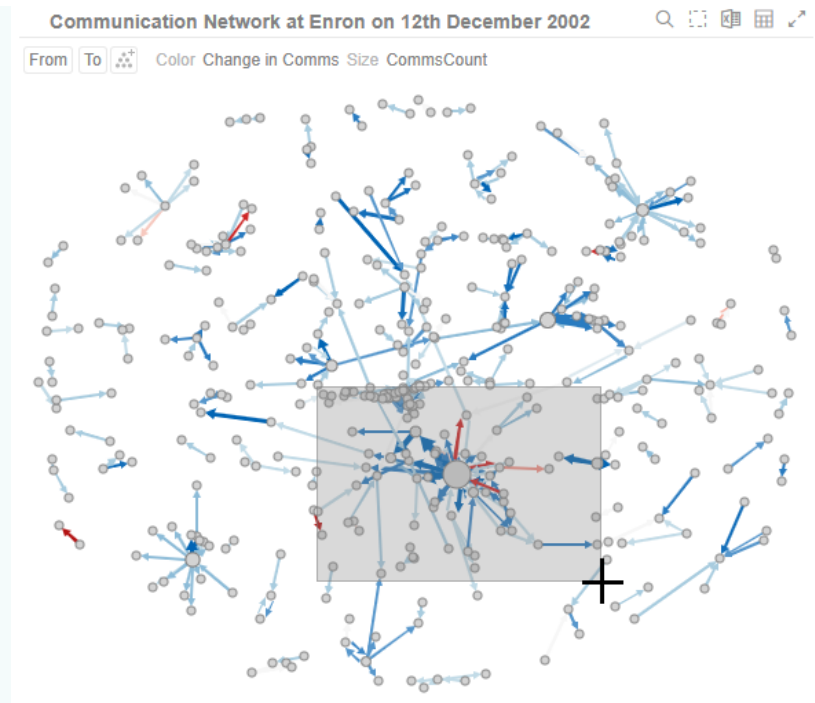 Communication Network at Enron on 12th December 2002
From To Color Change in Comms Size CommsCount